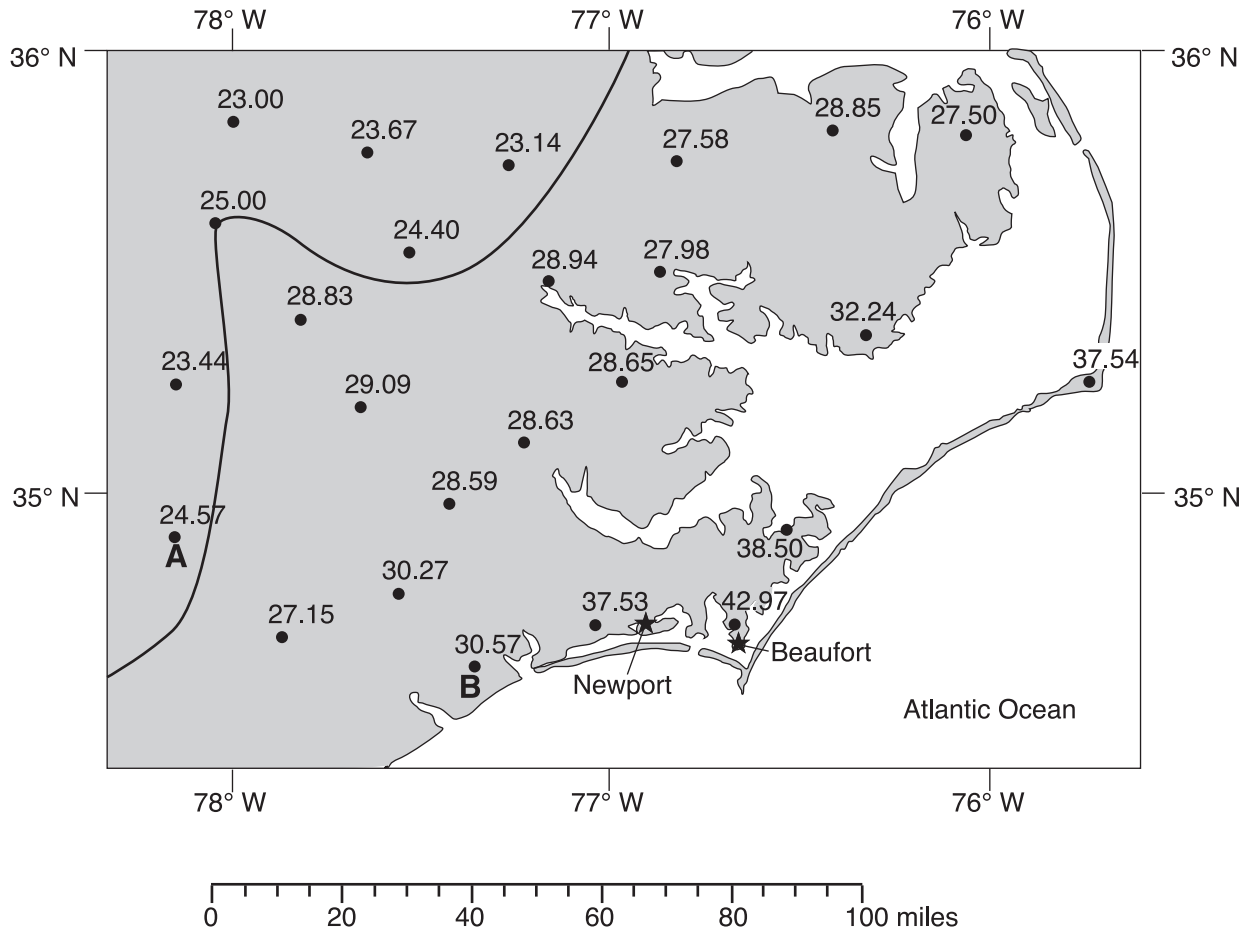 78° W 77° W 76° W
36° N 36° N
23.00
23.67
23.14
27.58
28.85
27.50
25.00
24.40
28.94
27.98
28.83
32.24
23.44
28.65
37.54
29.09
28.63
28.59
35° N 35° N
24.57
A
38.50
30.27
27.15
37.53
42.97
30.57
B
Beaufort
Newport
Atlantic Ocean
78° W 77° W 76° W
0 20 40 60 80 100 miles